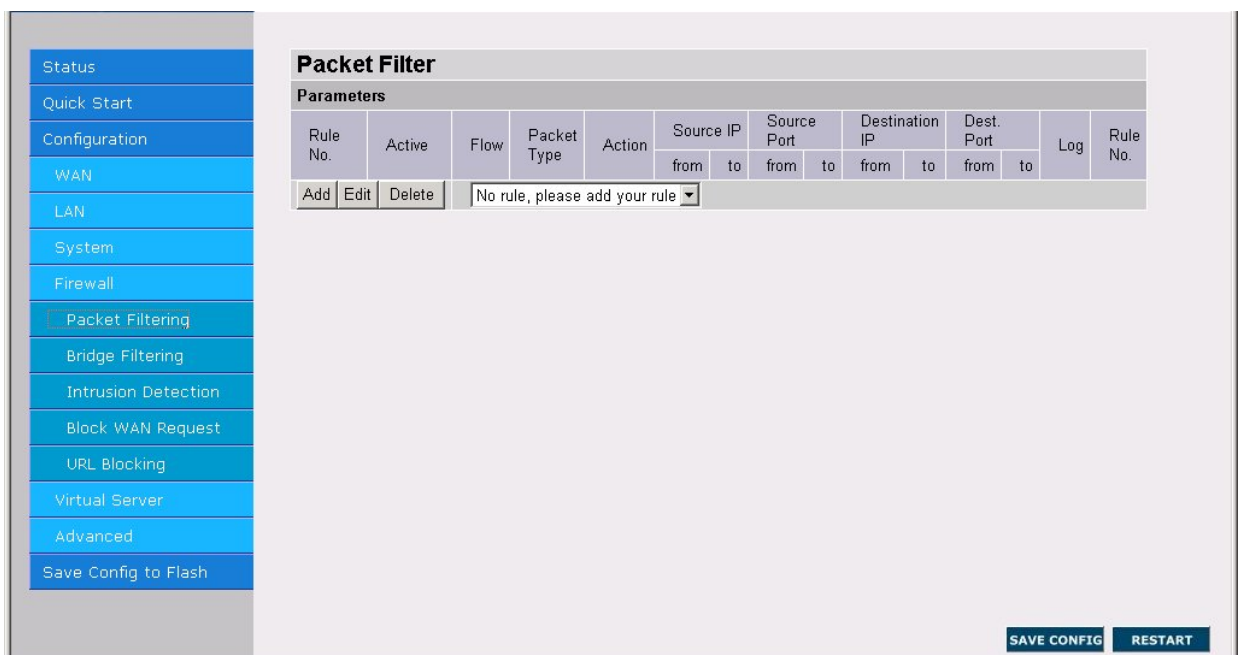 Status
Quick Start
Configuration
WAN
LAN
System
Firewall
Packet Filtering
Bridge Filtering
Intrusion Detection
Block WAN Request
URL Blocking
Virtual Server
Advanced
Save Config to Flash
Packet Filter
Parameters
Rule No. Active Flow Packet Type Action Source IP Source Port Destination IP Dest. Port Log Rule No.
from to from to from to from to
Add Edit Delete No rule, please add your rule
SAVE CONFIG RESTART